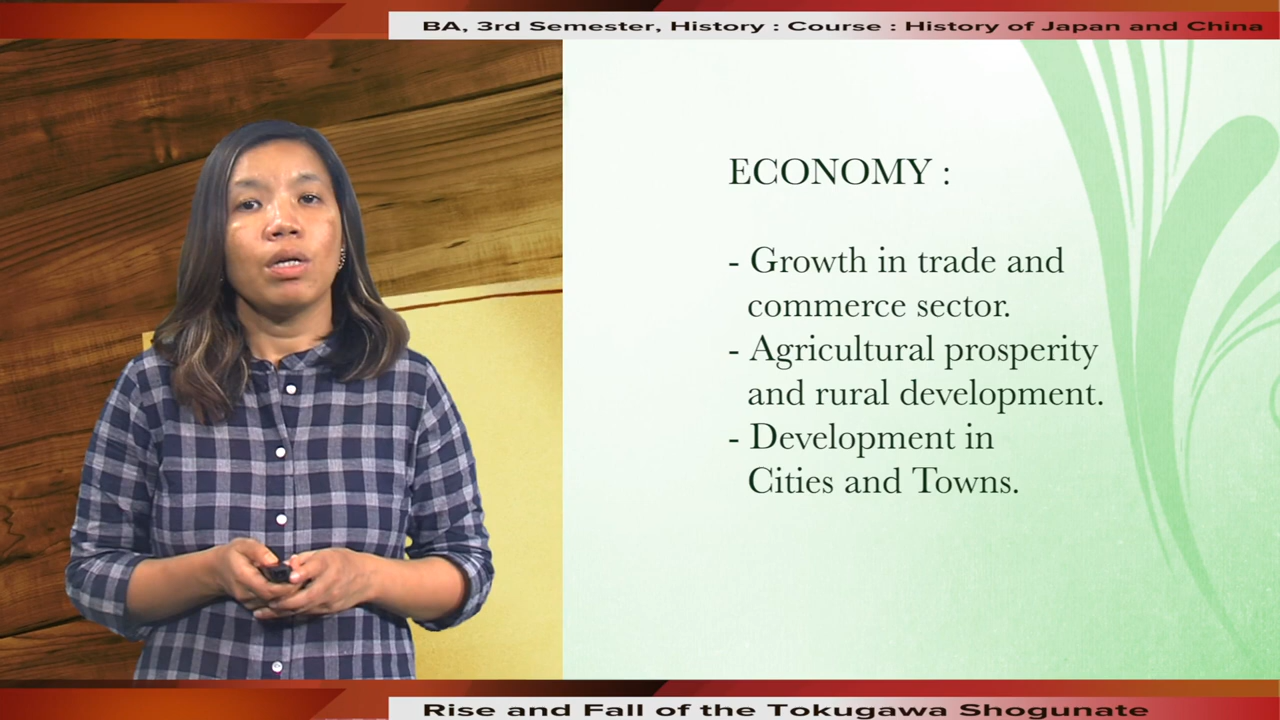 BA, 3rd Semester, History : Course : History of Japan and China
ECONOMY :
- Growth in trade and
commerce sector.
- Agricultural prosperity
and rural development.
- Development in
Cities and Towns.
Rise and Fall of the Tokugawa Shogunate